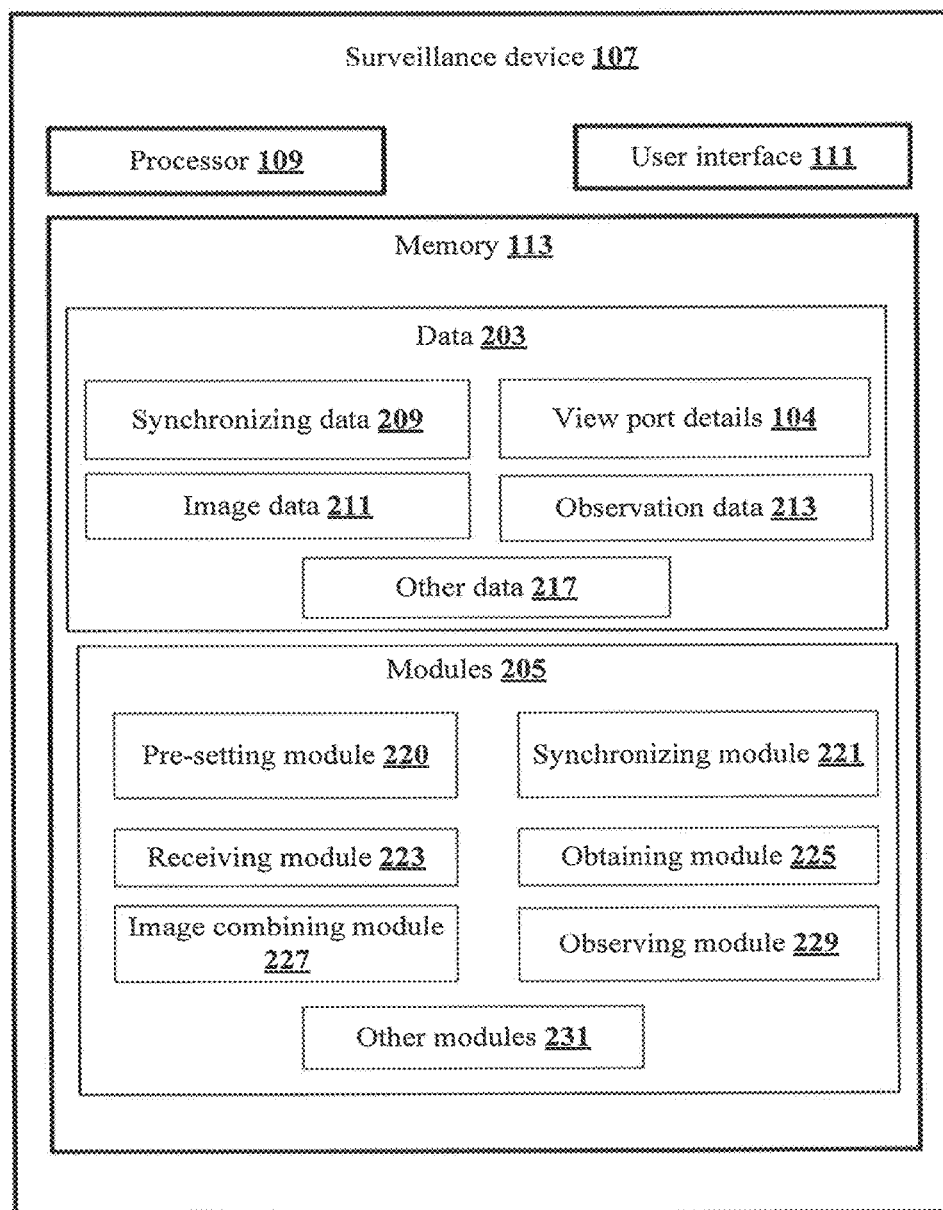 Surveillance device 107
Processor 109
User interface 111
Memory 113
Data 203
Synchronizing data 209
View port details 104
Image data 211
Observation data 213
Other data 217
Modules 205
Pre-setting module 220
Synchronizing module 221
Receiving module 223
Obtaining module 225
Image combining module
227
Observing module 229
Other modules 231